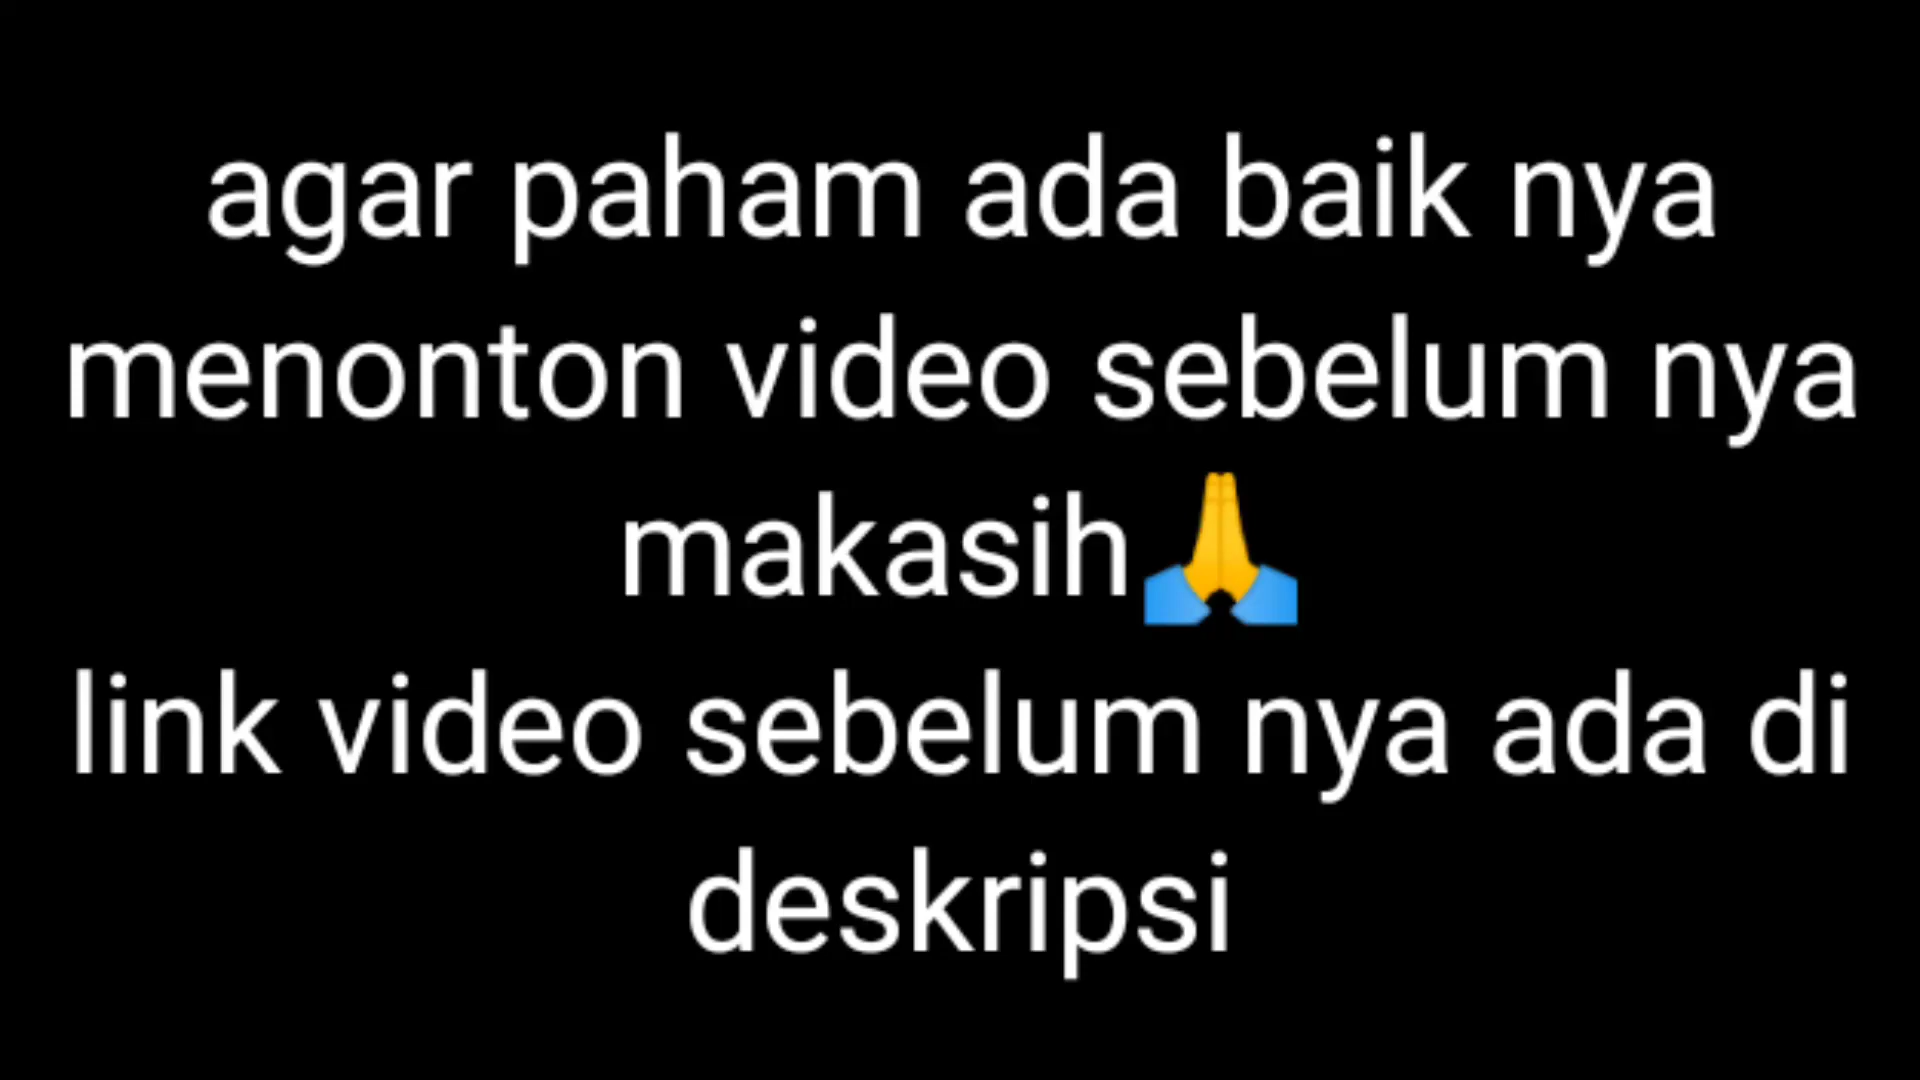 agar paham ada baik nya
menonton video sebelum nya
makasih🙏
link video sebelum nya ada di
deskripsi